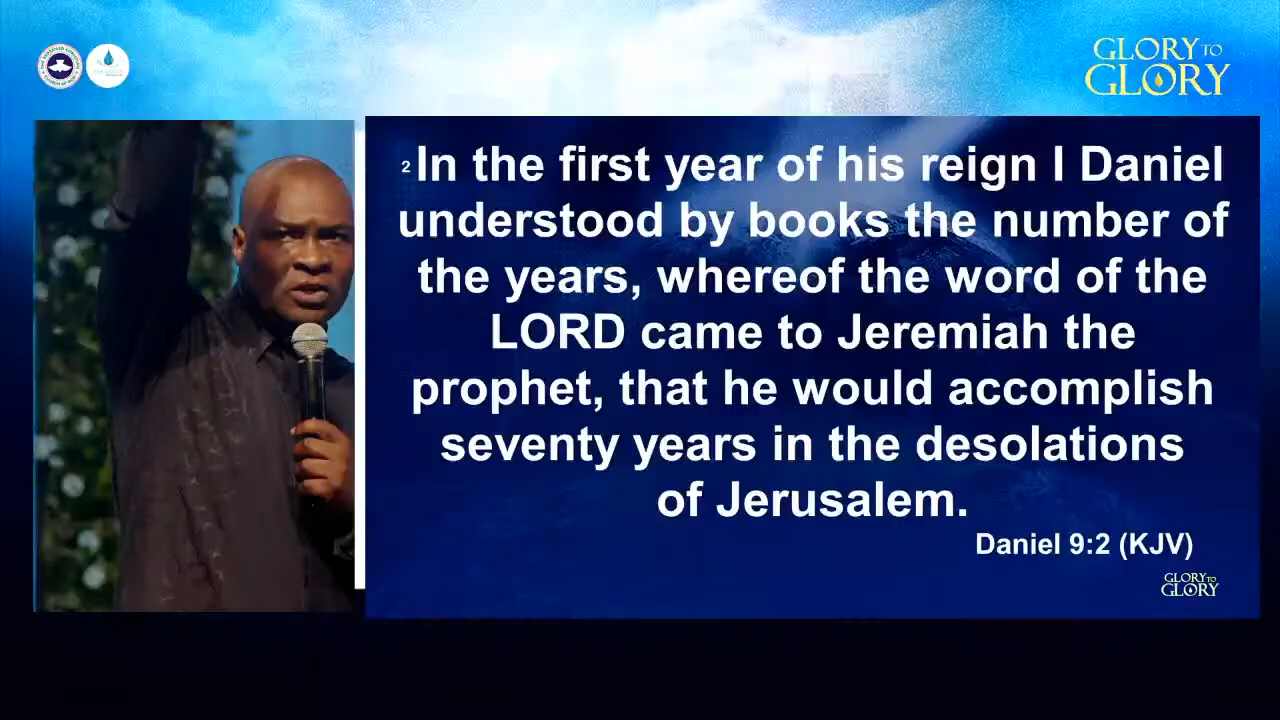 GLORY TO
GLORY
2 In the first year of his reign I Daniel
understood by books the number of
the years, whereof the word of the
LORD came to Jeremiah the
prophet, that he would accomplish
seventy years in the desolations
of Jerusalem.
Daniel 9:2 (KJV)
GLORY TO
GLORY